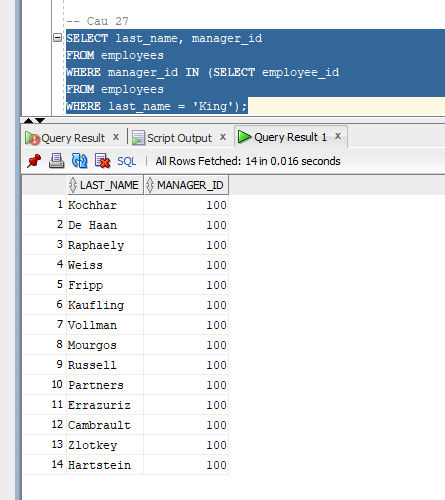 -- Cau 27
SELECT last_name, manager_id
FROM employees
WHERE manager_id IN (SELECT employee_id
FROM employees
WHERE last_name = 'King');
Query Result x Script Output x Query Result 1 x
SQL | All Rows Fetched: 14 in 0.016 seconds
LAST_NAME MANAGER_ID
1 Kochhar 100
2 De Haan 100
3 Raphaely 100
4 Weiss 100
5 Fripp 100
6 Kaufling 100
7 Vollman 100
8 Mourgos 100
9 Russell 100
10 Partners 100
11 Errazuriz 100
12 Cambrault 100
13 Zlotkey 100
14 Hartstein 100